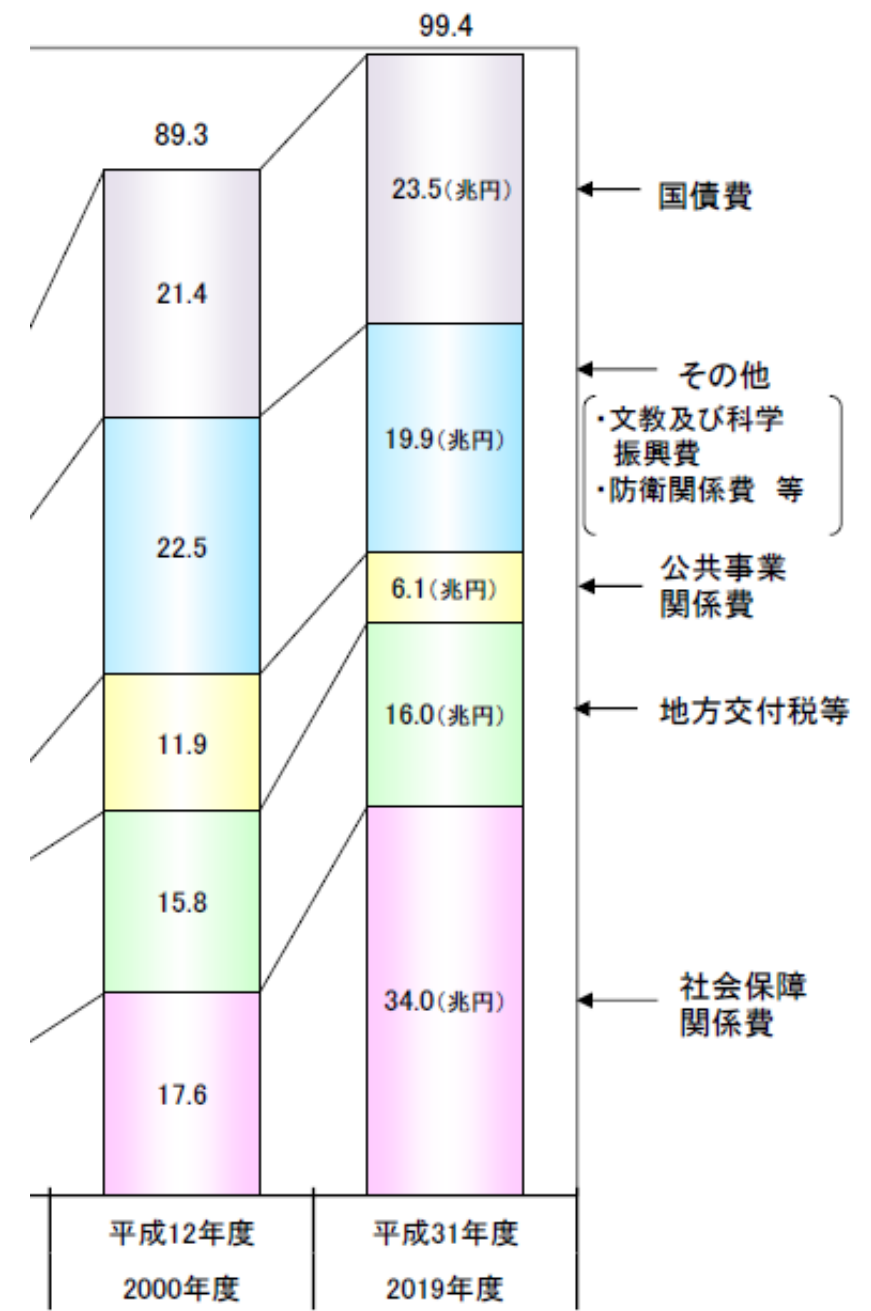 99.4
89.3
23.5(兆円)
国債費
21.4
その他
・文教及び科学
振興費
・防衛関係費 等
19.9(兆円)
22.5
公共事業
関係費
6.1(兆円)
11.9
16.0(兆円)
地方交付税等
15.8
34.0(兆円)
社会保障
関係費
17.6
平成12年度
平成31年度
2000年度
2019年度